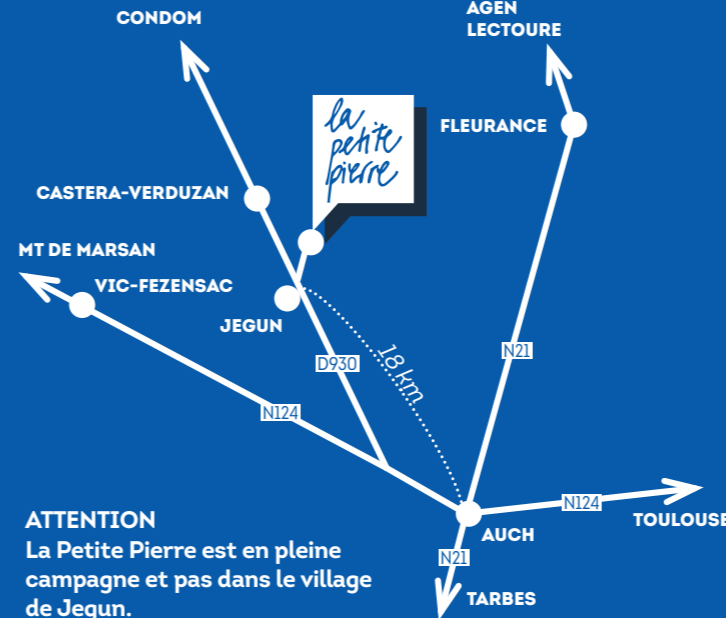 CONDOM
AGEN
LECTOURE
la
petite
pierre
FLEURANCE
CASTERA-VERDUZAN
MT DE MARSAN
VIC-FEZENSAC
JEGUN
D930
18 km
N21
N124
N124
TOULOUSE
AUCH
N21
TARBES
ATTENTION
La Petite Pierre est en pleine
campagne et pas dans le village
de Jegun.